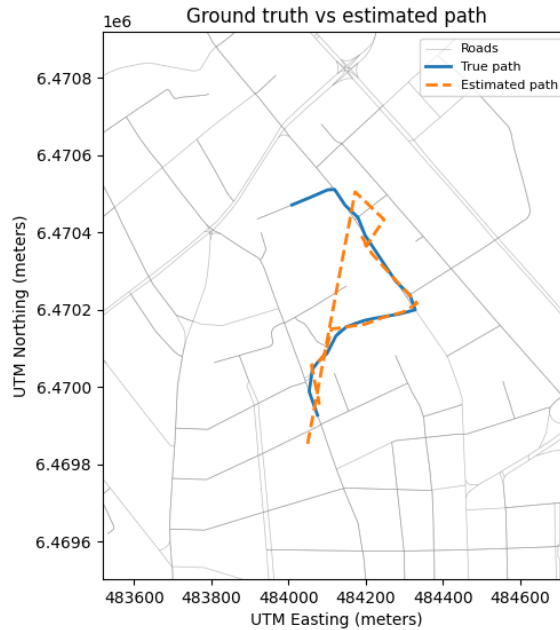 Ground truth vs estimated path
1e6
Roads
True path
Estimated path
6.4708
6.4706
6.4704
6.4702
6.4700
6.4698
6.4696
UTM Northing (meters)
483600 483800 484000 484200 484400 484600
UTM Easting (meters)